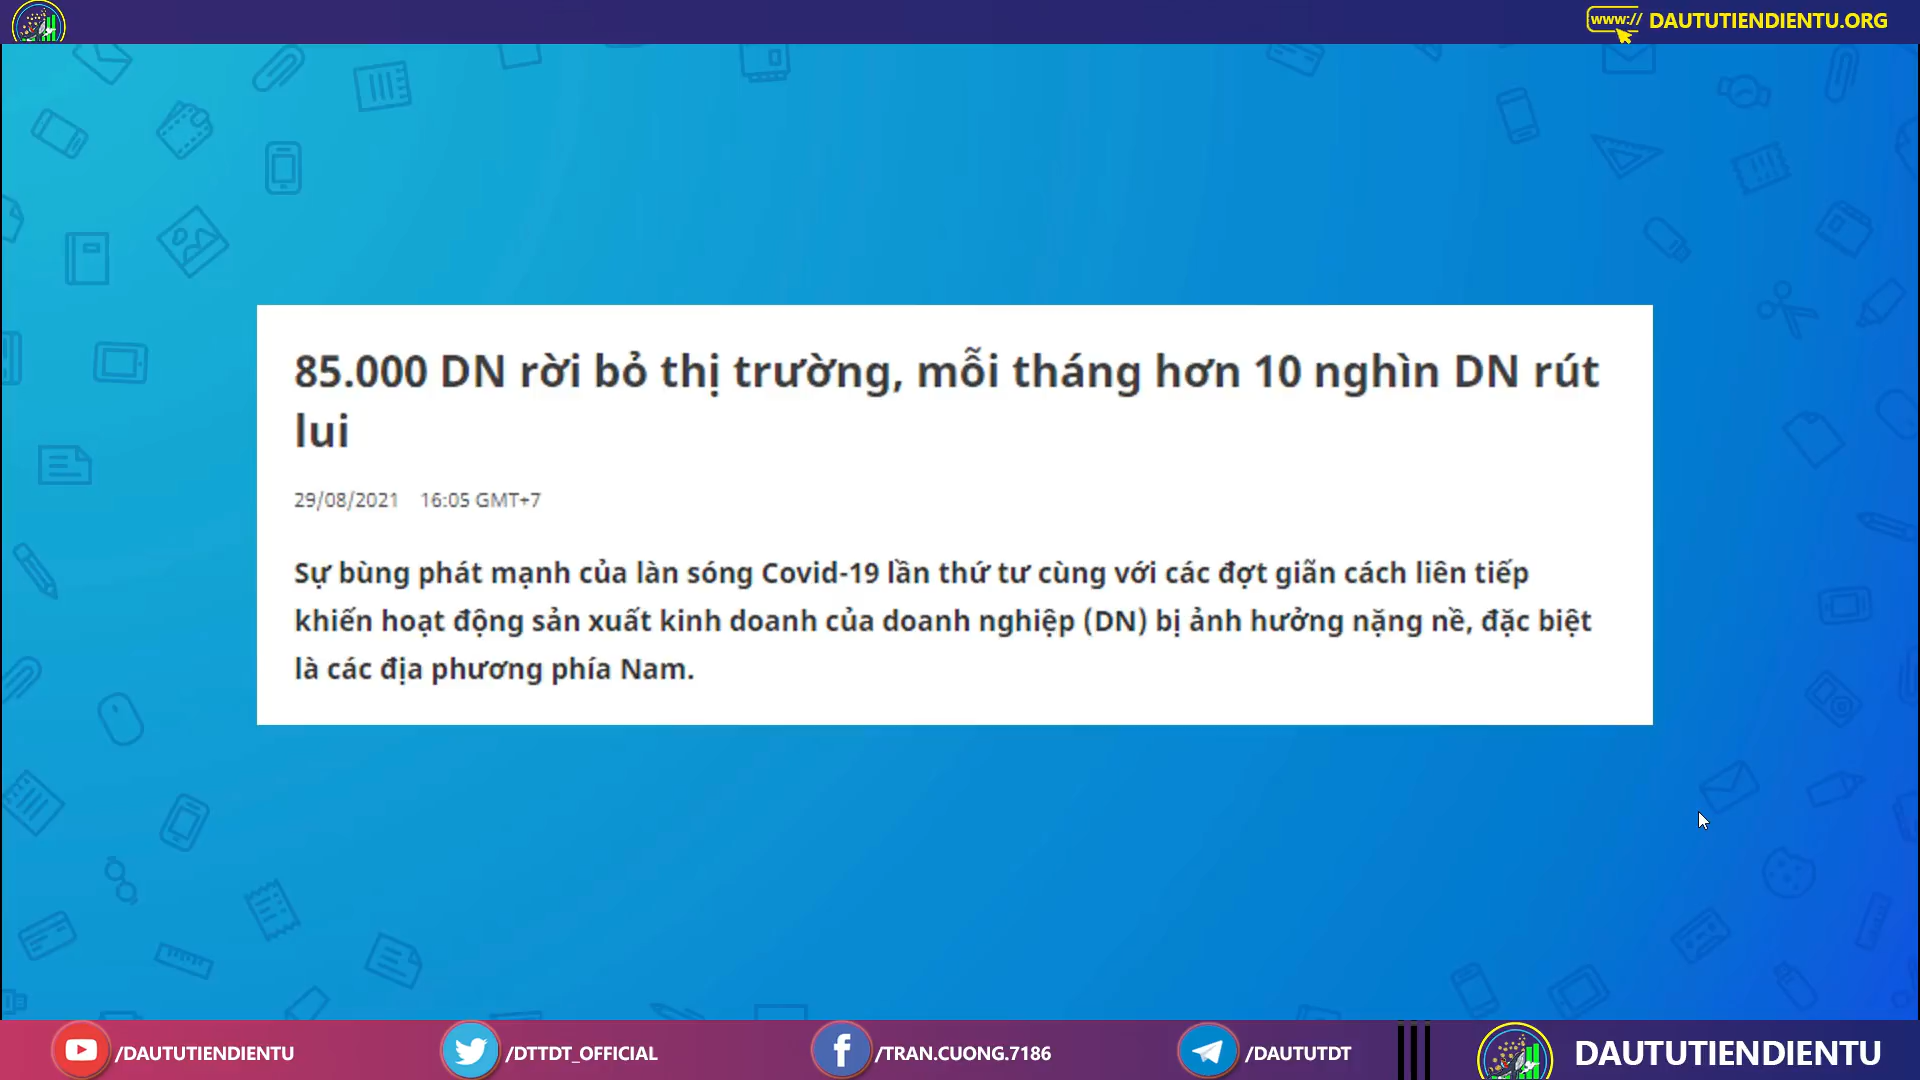 www:// DAUTUTIENDIENTU.ORG
85.000 DN rời bỏ thị trường, mỗi tháng hơn 10 nghìn DN rút
lui
29/08/2021 16:05 GMT+7
Sự bùng phát mạnh của làn sóng Covid-19 lần thứ tư cùng với các đợt giãn cách liên tiếp
khiến hoạt động sản xuất kinh doanh của doanh nghiệp (DN) bị ảnh hưởng nặng nề, đặc biệt
là các địa phương phía Nam.
/DAUTUTIENDIENTU /DTTDT_OFFICIAL /TRAN.CUONG.7186 /DAUTUTDT DAUTUTIENDIENTU